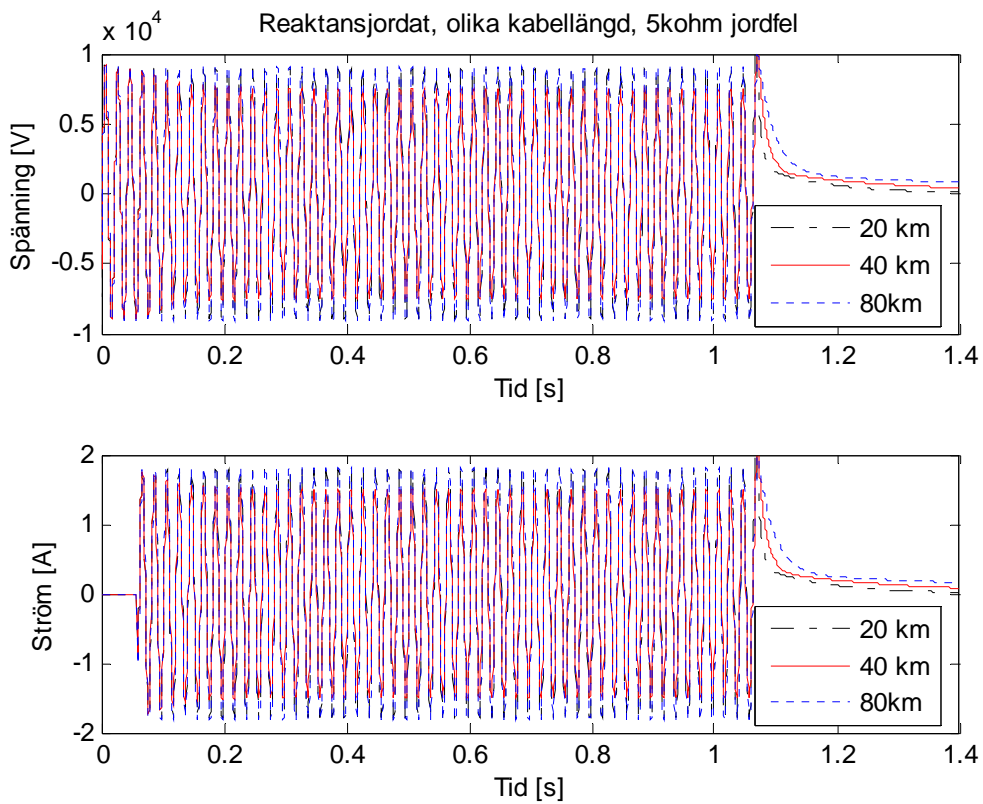 Reaktansjordat, olika kabellängd, 5kohm jordfel
x 10^4
1
0.5
0
-0.5
-1
Spänning [V]
20 km
40 km
80km
0 0.2 0.4 0.6 0.8 1 1.2 1.4
Tid [s]
2
1
0
-1
-2
Ström [A]
20 km
40 km
80km
0 0.2 0.4 0.6 0.8 1 1.2 1.4
Tid [s]